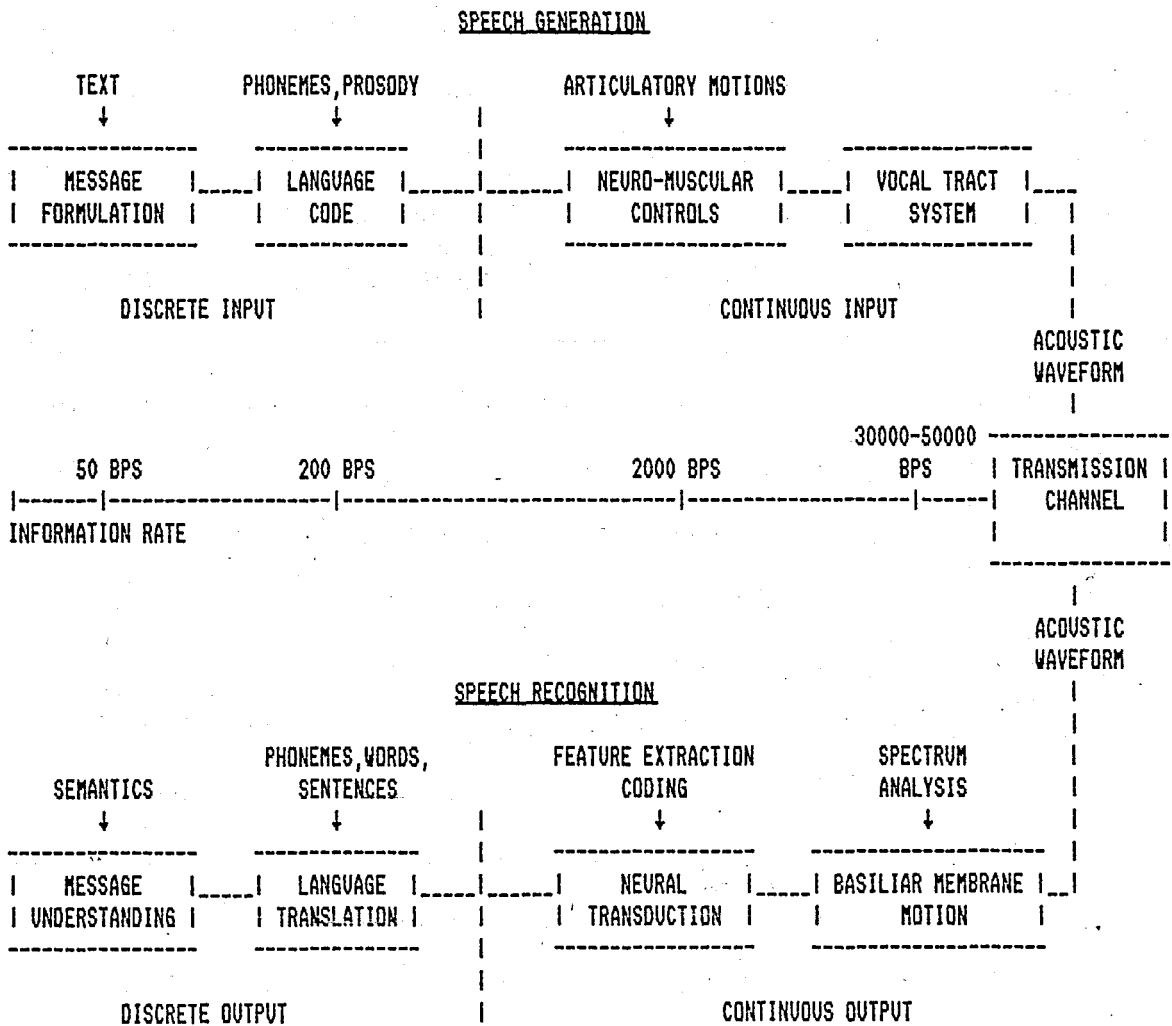 SPEECH GENERATION
TEXT PHONEMES,PROSODY ARTICULATORY MOTIONS
MESSAGE LANGUAGE NEURO-MUSCULAR VOCAL TRACT
FORMULATION CODE CONTROLS SYSTEM
DISCRETE INPUT CONTINUOUS INPUT
ACOUSTIC
WAVEFORM
30000-50000
50 BPS 200 BPS 2000 BPS BPS TRANSMISSION
CHANNEL
INFORMATION RATE
ACOUSTIC
WAVEFORM
SPEECH RECOGNITION
PHONEMES,WORDS, FEATURE EXTRACTION SPECTRUM
SEMANTICS SENTENCES CODING ANALYSIS
MESSAGE LANGUAGE NEURAL BASILIAR MEMBRANE
UNDERSTANDING TRANSLATION TRANSDUCTION MOTION
DISCRETE OUTPUT CONTINUOUS OUTPUT